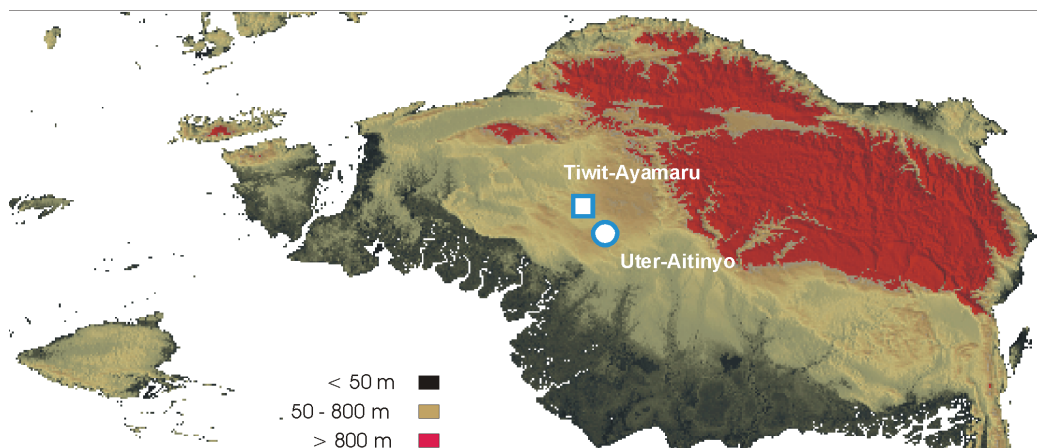 Tiwit-Ayamaru
Uter-Aitinyo
< 50 m
50 - 800 m
> 800 m